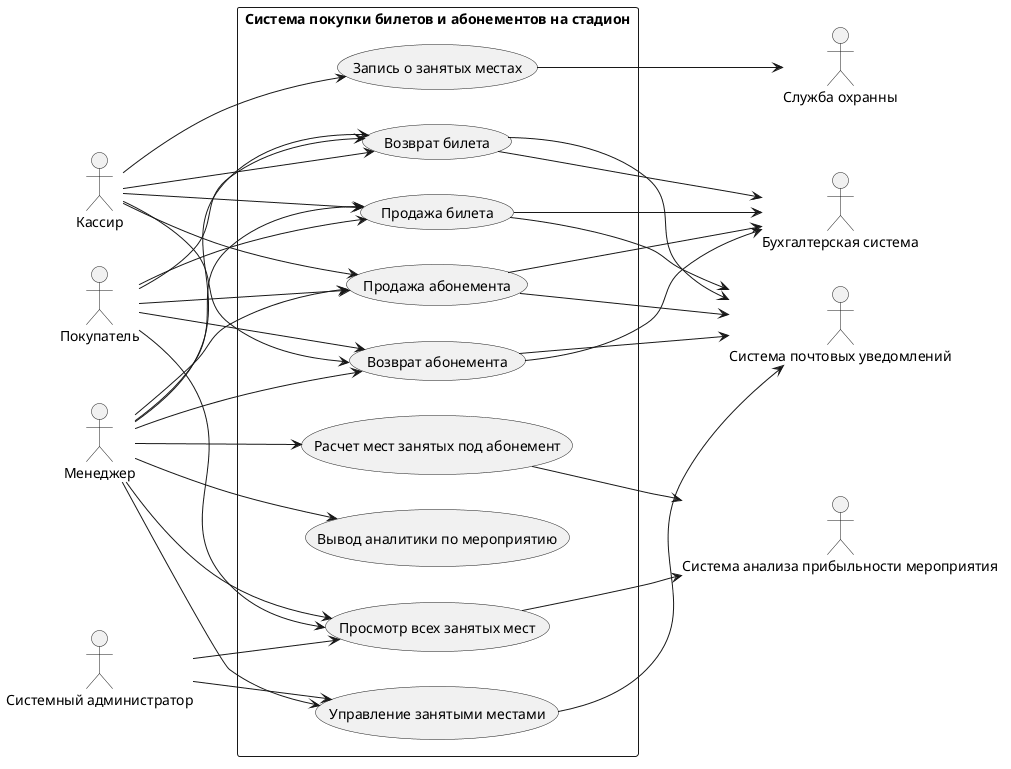 Система покупки билетов и абонементов на стадион
Запись о занятых местах
Служба охранны
Возврат билета
Кассир
Продажа билета
Бухгалтерская система
Продажа абонемента
Покупатель
Возврат абонемента
Система почтовых уведомлений
Расчет мест занятых под абонемент
Менеджер
Вывод аналитики по мероприятию
Система анализа прибыльности мероприятия
Просмотр всех занятых мест
Системный администратор
Управление занятыми местами